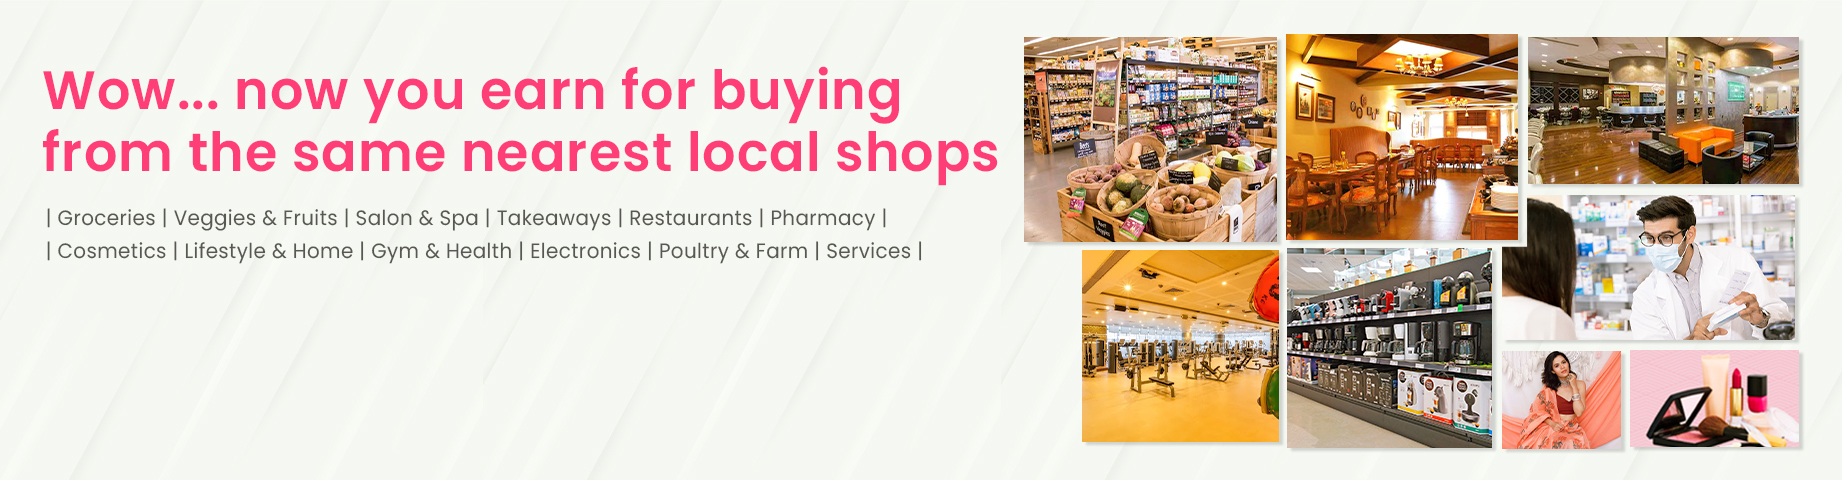 Wow... now you earn for buying
from the same nearest local shops
| Groceries | Veggies & Fruits | Salon & Spa | Takeaways | Restaurants | Pharmacy |
| Cosmetics | Lifestyle & Home | Gym & Health | Electronics | Poultry & Farm | Services |